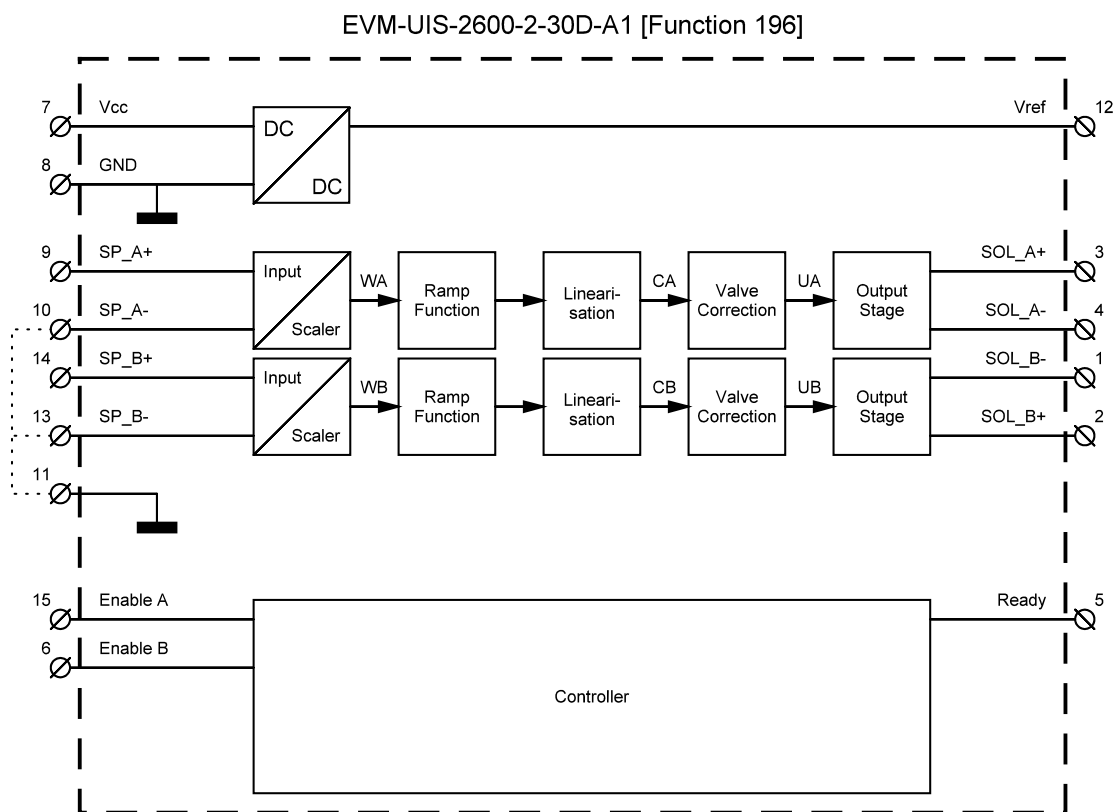 EVM-UIS-2600-2-30D-A1 [Function 196]
7 Vcc
DC
DC
Vref 12
8 GND
9 SP_A+
10 SP_A-
Input
Scaler
WA
Ramp
Function
Lineari-
sation
CA
Valve
Correction
UA
Output
Stage
SOL_A+ 3
SOL_A- 4
14 SP_B+
13 SP_B-
Input
Scaler
WB
Ramp
Function
Lineari-
sation
CB
Valve
Correction
UB
Output
Stage
SOL_B- 1
SOL_B+ 2
11
15 Enable A
6 Enable B
Controller
Ready 5